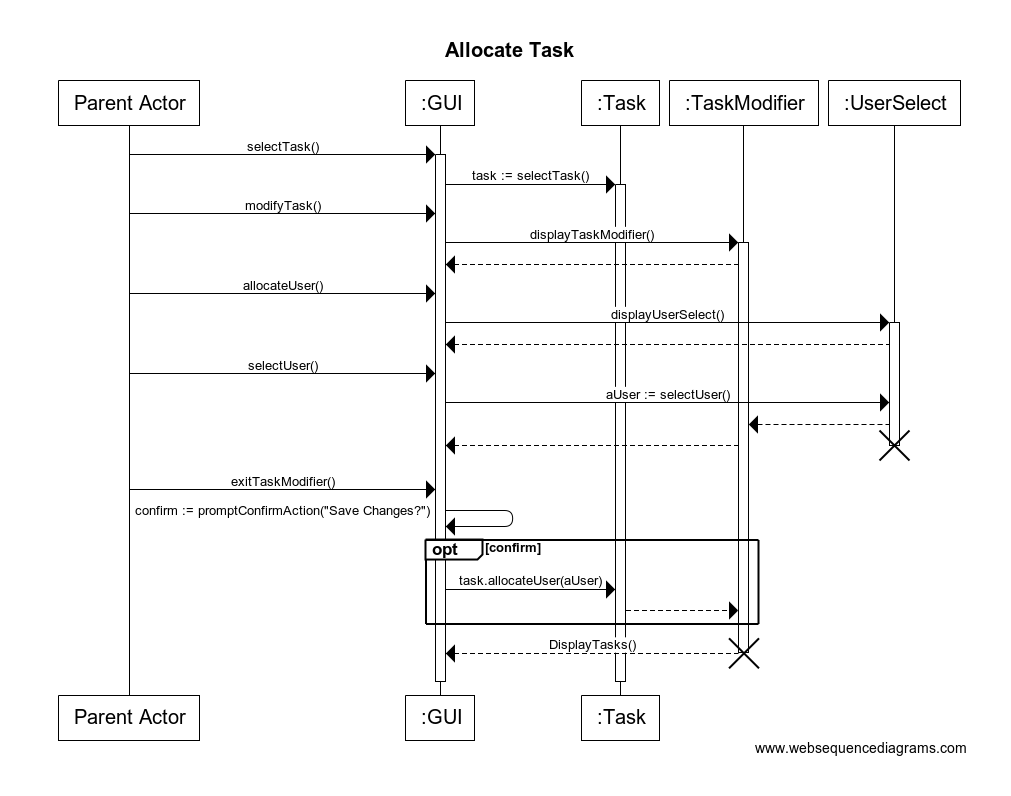 Allocate Task
Parent Actor
:GUI
:Task
:TaskModifier
:UserSelect
selectTask()
task := selectTask()
modifyTask()
displayTaskModifier()
allocateUser()
displayUserSelect()
selectUser()
aUser := selectUser()
exitTaskModifier()
confirm := promptConfirmAction("Save Changes?")
opt [confirm]
task.allocateUser(aUser)
DisplayTasks()
Parent Actor
:GUI
:Task
www.websequencediagrams.com